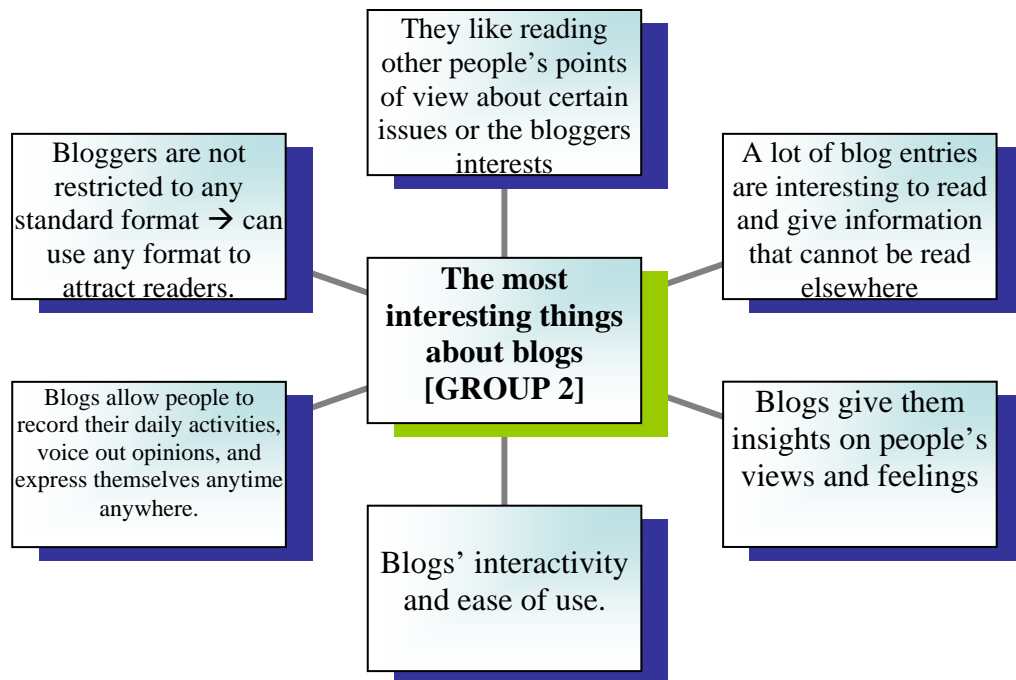 They like reading
other people's points
of view about certain
issues or the bloggers
interests
Bloggers are not
restricted to any
standard format → can
use any format to
attract readers.
A lot of blog entries
are interesting to read
and give information
that cannot be read
elsewhere
The most
interesting things
about blogs
[GROUP 2]
Blogs allow people to
record their daily activities,
voice out opinions, and
express themselves anytime
anywhere.
Blogs give them
insights on people's
views and feelings
Blogs' interactivity
and ease of use.